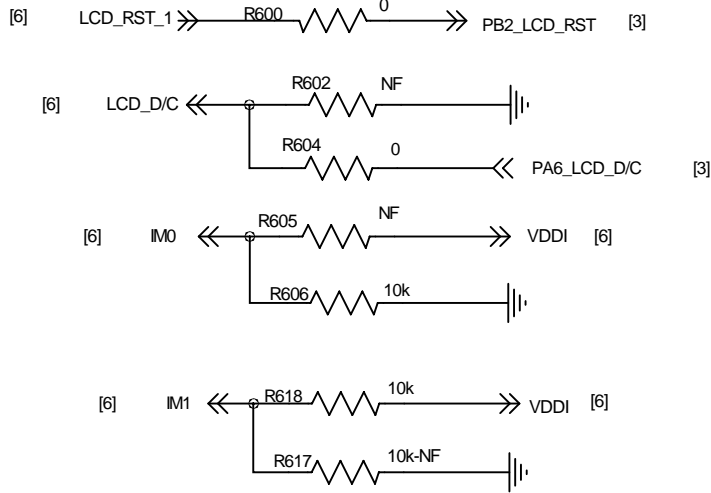 [6] LCD_RST_1 R600 0 PB2_LCD_RST [3]
R602 NF
[6] LCD_D/C
R604 0
PA6_LCD_D/C [3]
[6] IM0 R605 NF VDDI [6]
R606 10k
[6] IM1 R618 10k VDDI [6]
R617 10k-NF